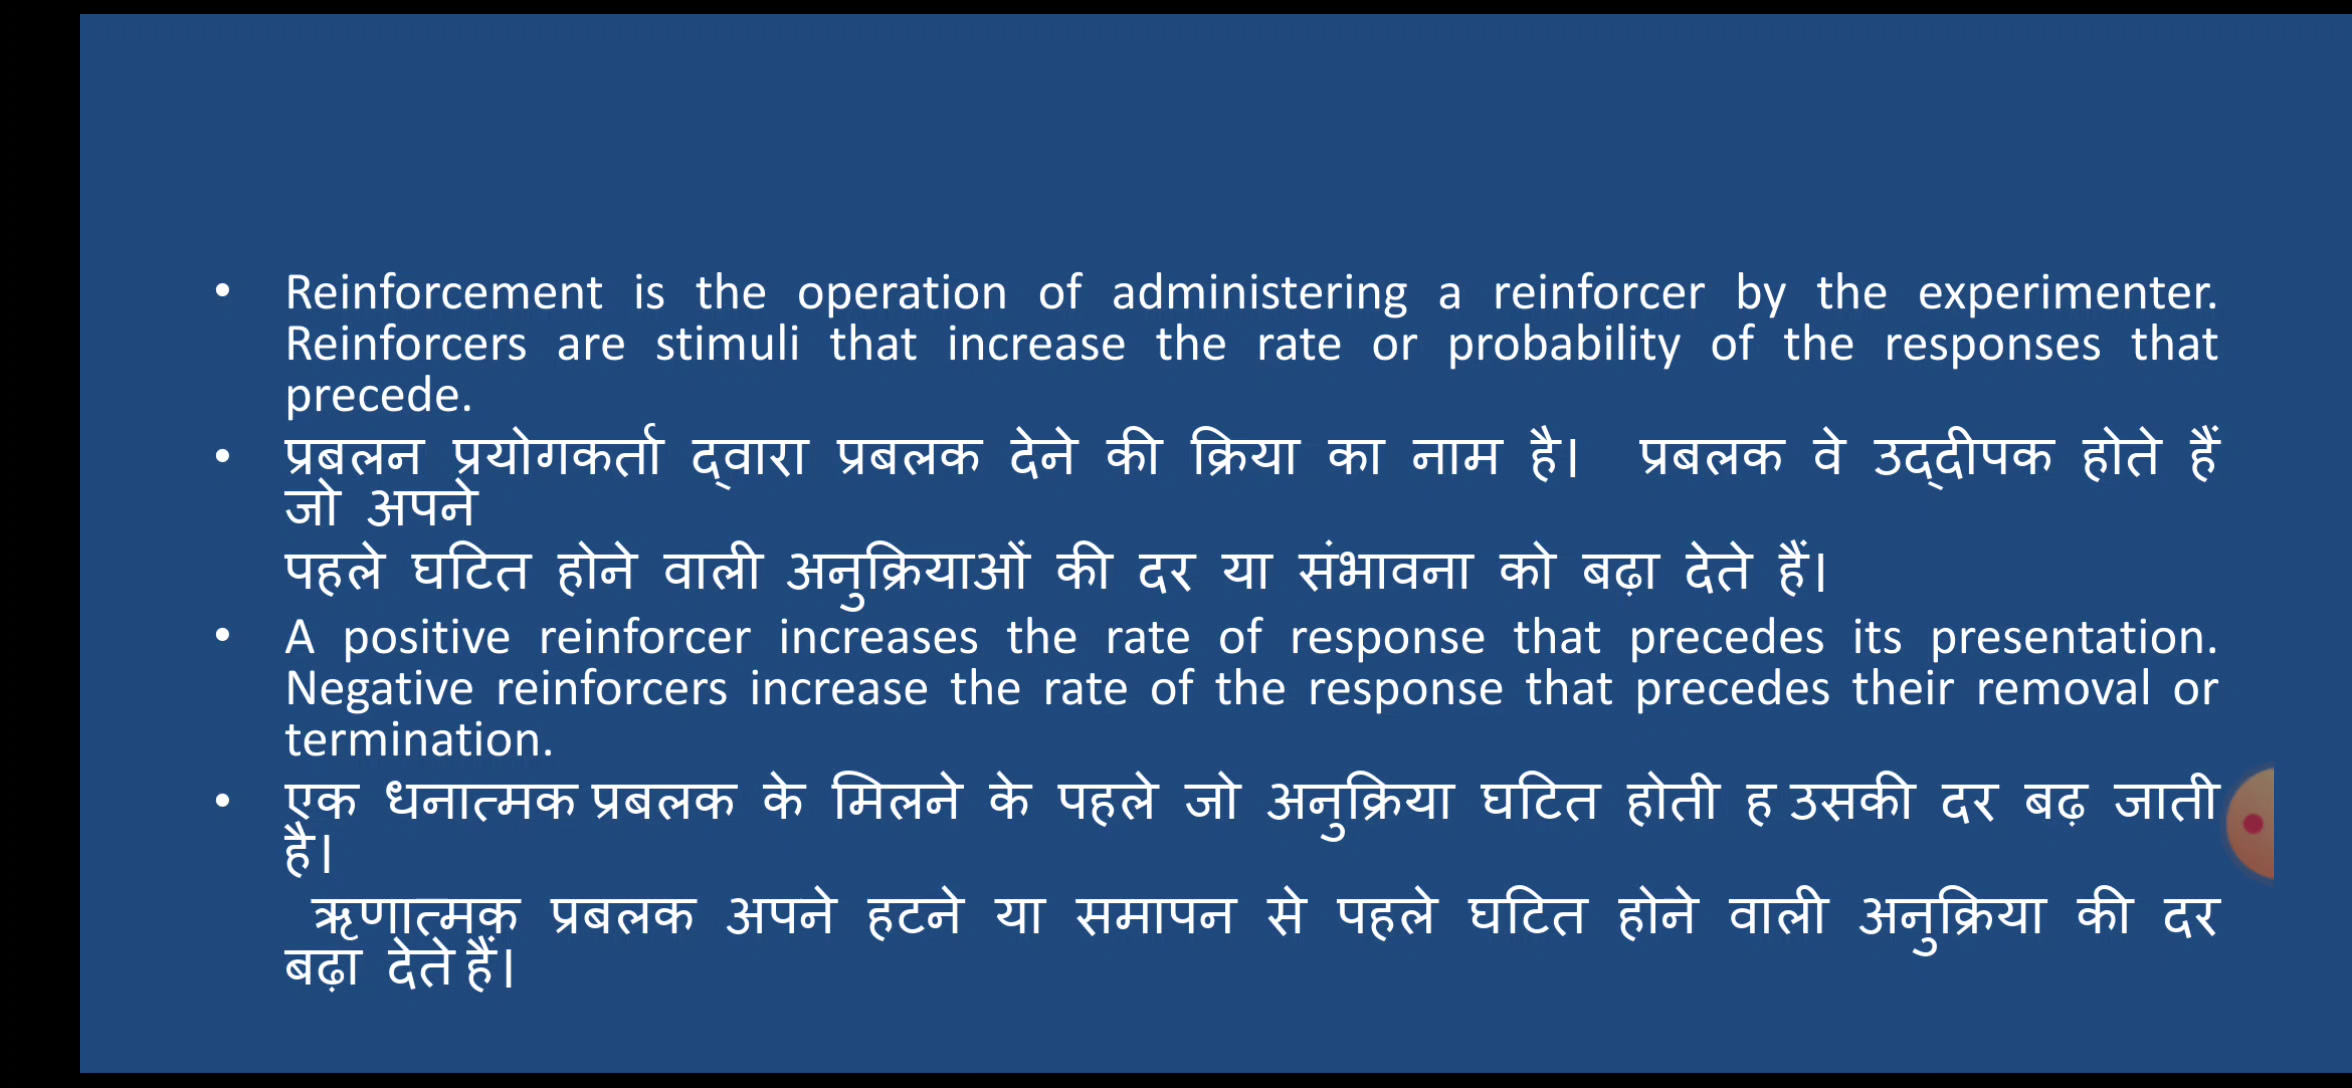 • Reinforcement is the operation of administering a reinforcer by the experimenter.
Reinforcers are stimuli that increase the rate or probability of the responses that
precede.
• प्रबलन प्रयोगकर्ता द्वारा प्रबलक देने की क्रिया का नाम है। प्रबलक वे उद्दीपक होते हैं
जो अपने
पहले घटित होने वाली अनुक्रियाओं की दर या संभावना को बढ़ा देते हैं।
• A positive reinforcer increases the rate of response that precedes its presentation.
Negative reinforcers increase the rate of the response that precedes their removal or
termination.
• एक धनात्मक प्रबलक के मिलने के पहले जो अनुक्रिया घटित होती ह उसकी दर बढ़ जाती
है।
ऋणात्मक प्रबलक अपने हटने या समापन से पहले घटित होने वाली अनुक्रिया की दर
बढ़ा देते हैं।